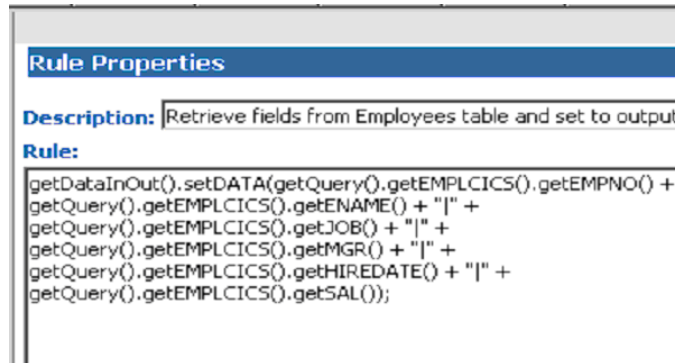 Rule Properties
Description: Retrieve fields from Employees table and set to output
Rule:
getDataInOut().setDATA(getQuery().getEMPLCICS().getEMPNO() +
getQuery().getEMPLCICS().getENAME() + "|" +
getQuery().getEMPLCICS().getJOB() + "|" +
getQuery().getEMPLCICS().getMGR() + "|" +
getQuery().getEMPLCICS().getHIREDATE() + "|" +
getQuery().getEMPLCICS().getSAL());